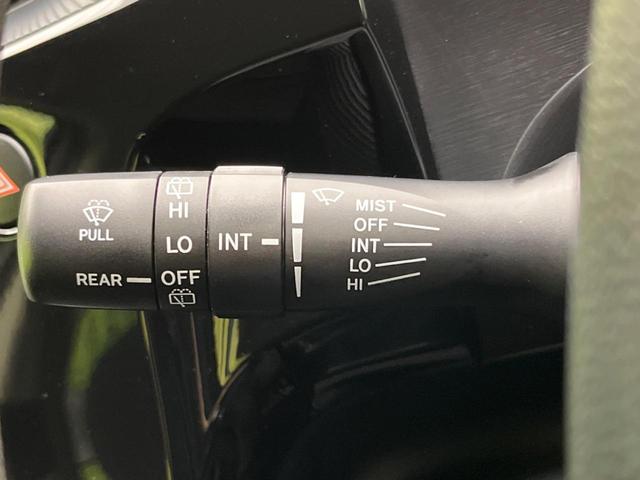 PULL
REAR
HI
LO
OFF
INT
MIST
OFF
INT
LO
HI